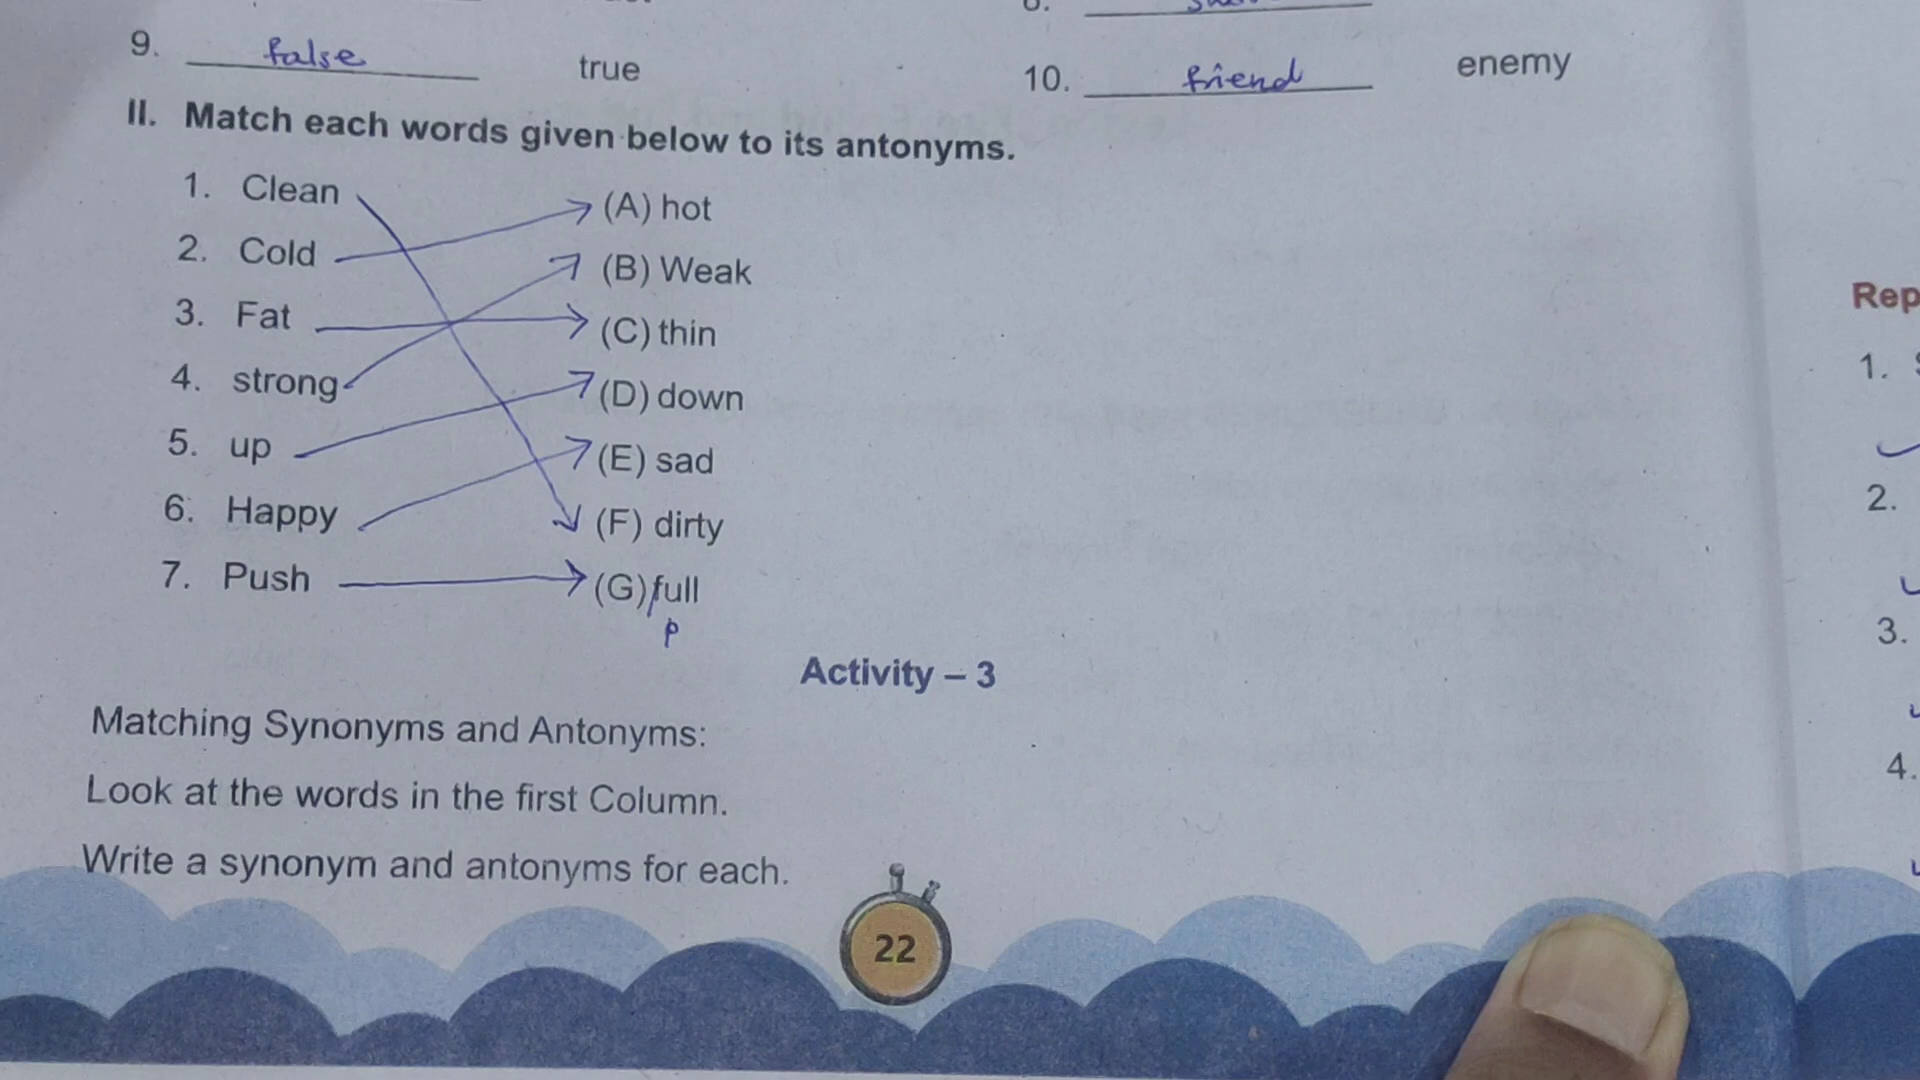 9. false true
10. friend enemy
II. Match each words given below to its antonyms.
1. Clean (A) hot
2. Cold (B) Weak
3. Fat (C) thin
4. strong (D) down
5. up (E) sad
6. Happy (F) dirty
7. Push (G) full
p
Activity – 3
Matching Synonyms and Antonyms:
Look at the words in the first Column.
Write a synonym and antonyms for each.
22
Rep
1.
2.
3.
4.